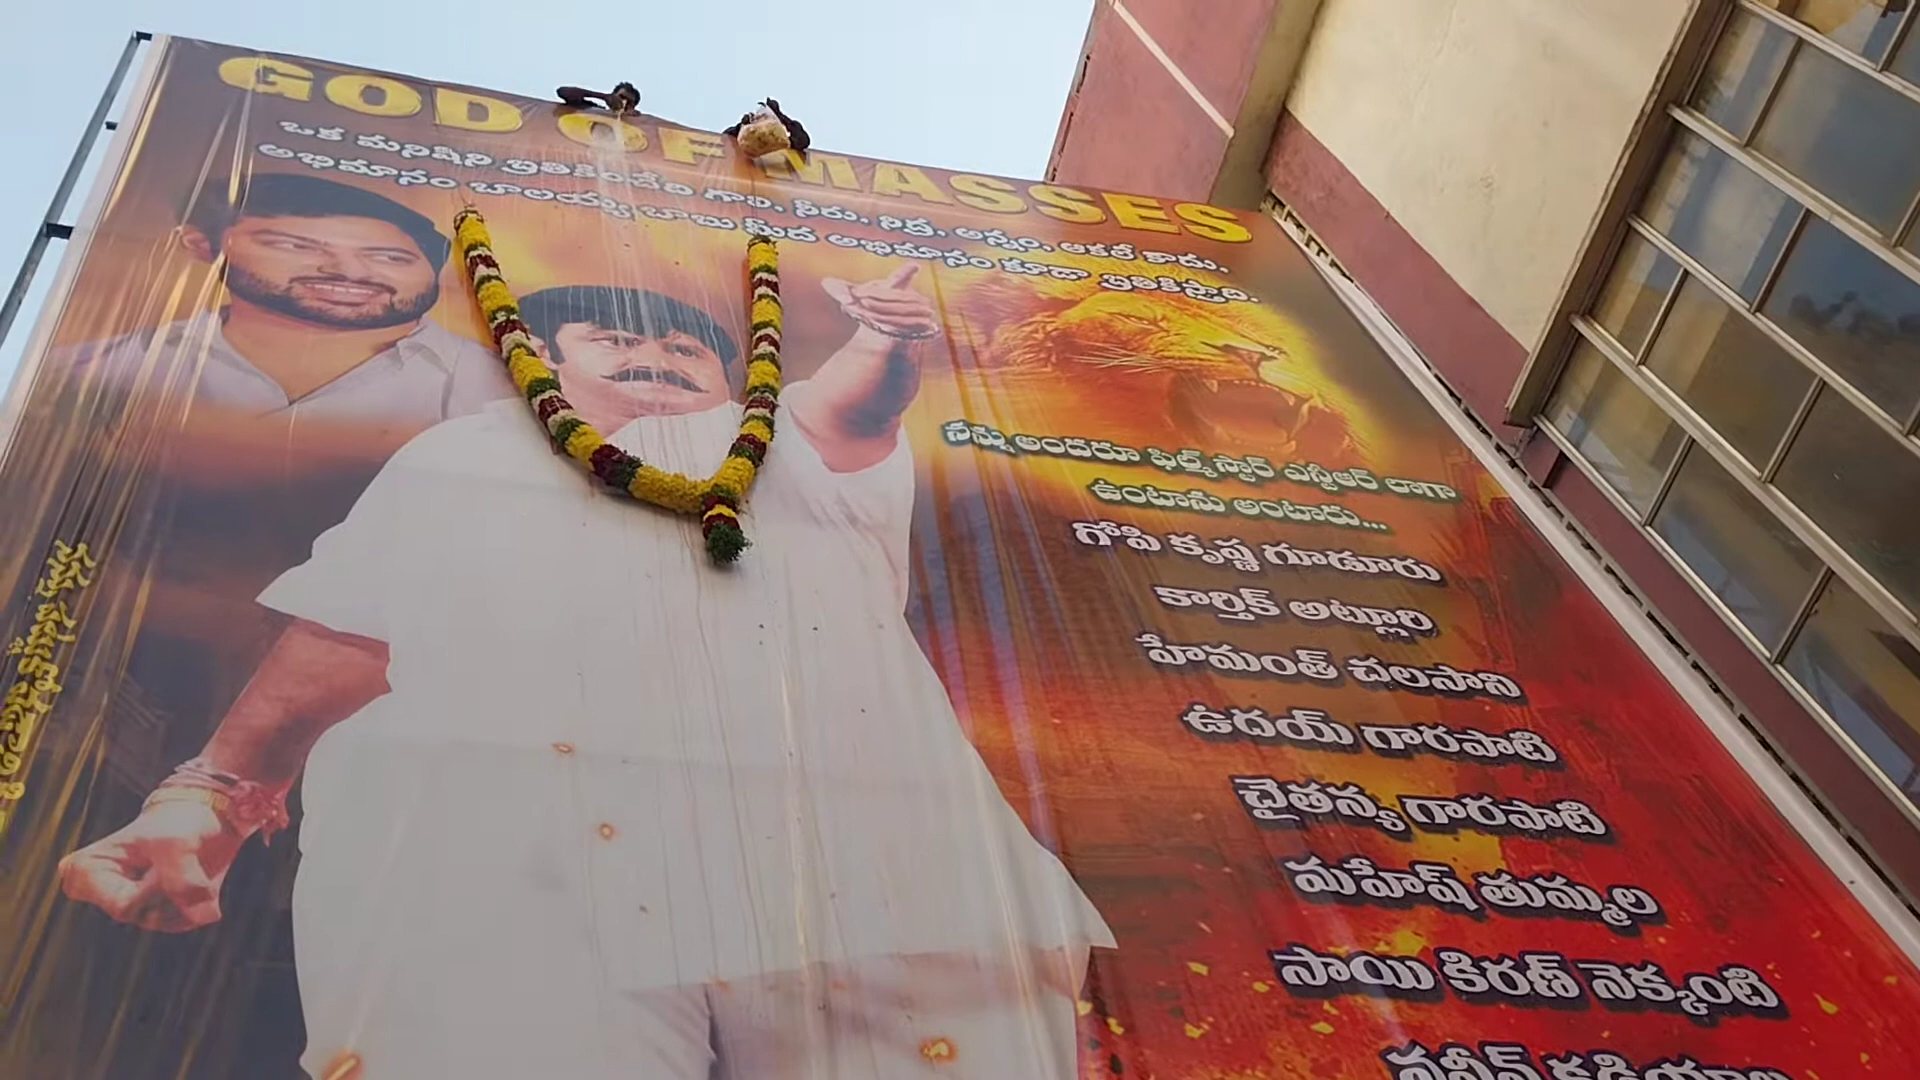 GOD OF MASSES
ఒక మనిషిని బ్రతికించేది గాలి, నీరు, నిద్ర, అన్నం, ఆకలే కాదు.
అభిమానం బాలయ్య బాబు మీద అభిమానం కూడా బ్రతికిస్తాది.
నన్ను అందరూ ఫిల్మ్ స్టార్ ఎన్టీఆర్ లాగా
ఉంటాను అంటారు...
గోపి కృష్ణ గూడూరు
కార్తిక్ అట్లూరి
హేమంత్ చలసాని
ఉదయ్ గారపాటి
చైతన్య గారపాటి
మహేష్ తుమ్మల
సాయి కిరణ్ నెక్కంటి